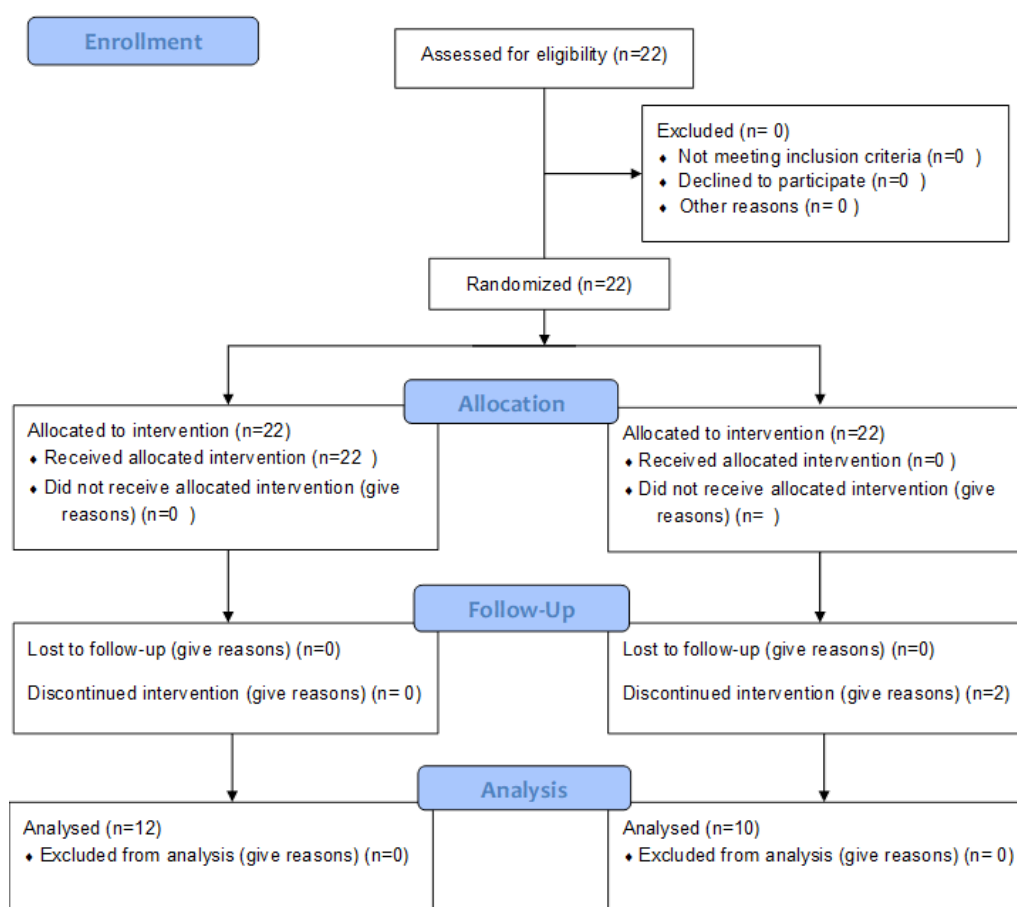 Enrollment
Assessed for eligibility (n=22)
Excluded (n= 0)
♦ Not meeting inclusion criteria (n=0  )
♦ Declined to participate (n=0  )
♦ Other reasons (n= 0 )
Randomized (n=22)
Allocation
Allocated to intervention (n=22)
♦ Received allocated intervention (n=22  )
♦ Did not receive allocated intervention (give
reasons) (n=0  )
Allocated to intervention (n=22)
♦ Received allocated intervention (n=0  )
♦ Did not receive allocated intervention (give
reasons) (n=  )
Follow-Up
Lost to follow-up (give reasons) (n=0)
Discontinued intervention (give reasons) (n= 0)
Lost to follow-up (give reasons) (n=0)
Discontinued intervention (give reasons) (n=2)
Analysis
Analysed (n=12)
♦ Excluded from analysis (give reasons) (n=0)
Analysed (n=10)
♦ Excluded from analysis (give reasons) (n= 0)